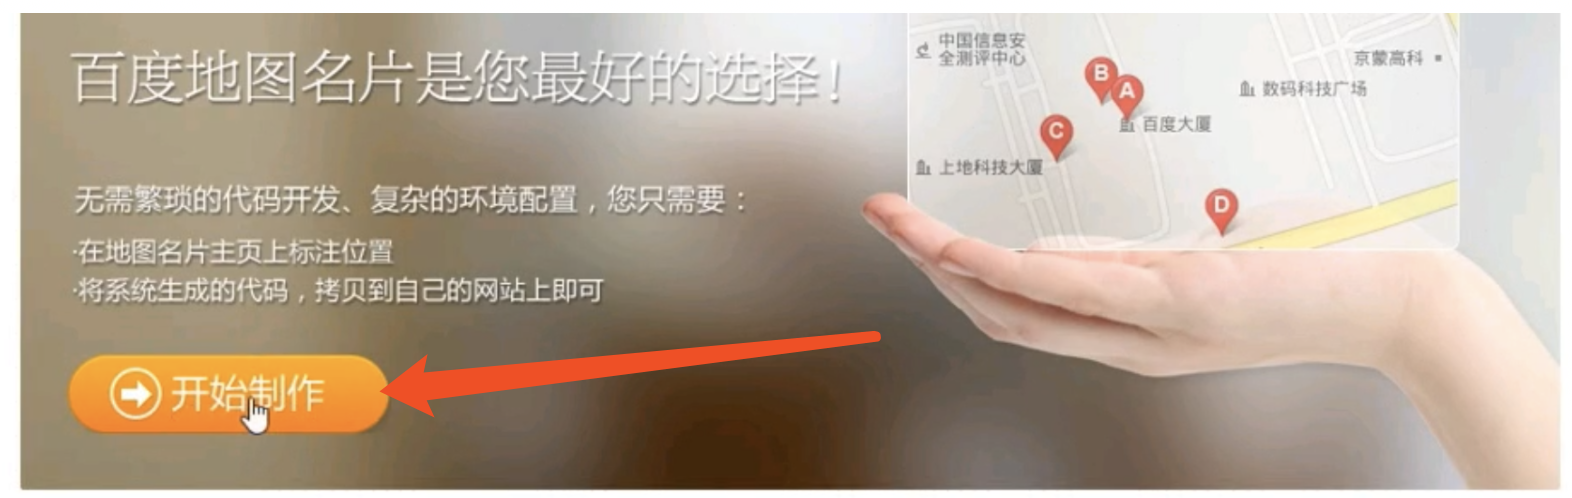 百度地图名片是您最好的选择!
无需繁琐的代码开发、复杂的环境配置，您只需要：
·在地图名片主页上标注位置
·将系统生成的代码，拷贝到自己的网站上即可
开始制作
中国信息安
全测评中心
京蒙高科
数码科技广场
B
A
百度大厦
C
上地科技大厦
D